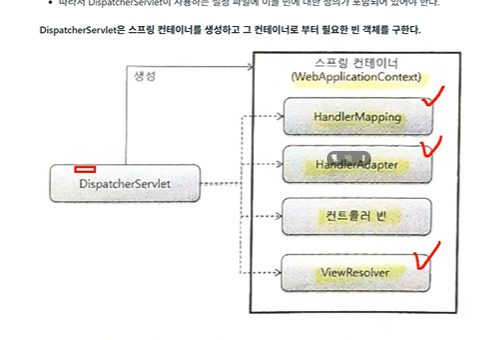 • 따라서 DispatcherServlet이 사용하는 설정 파일에 이들 빈에 대한 정의가 포함되어 있어야 한다.
DispatcherServlet은 스프링 컨테이너를 생성하고 그 컨테이너로 부터 필요한 빈 객체를 구한다.
생성
스프링 컨테이너
(WebApplicationContext)
HandlerMapping
HandlerAdapter
DispatcherServlet
컨트롤러 빈
ViewResolver